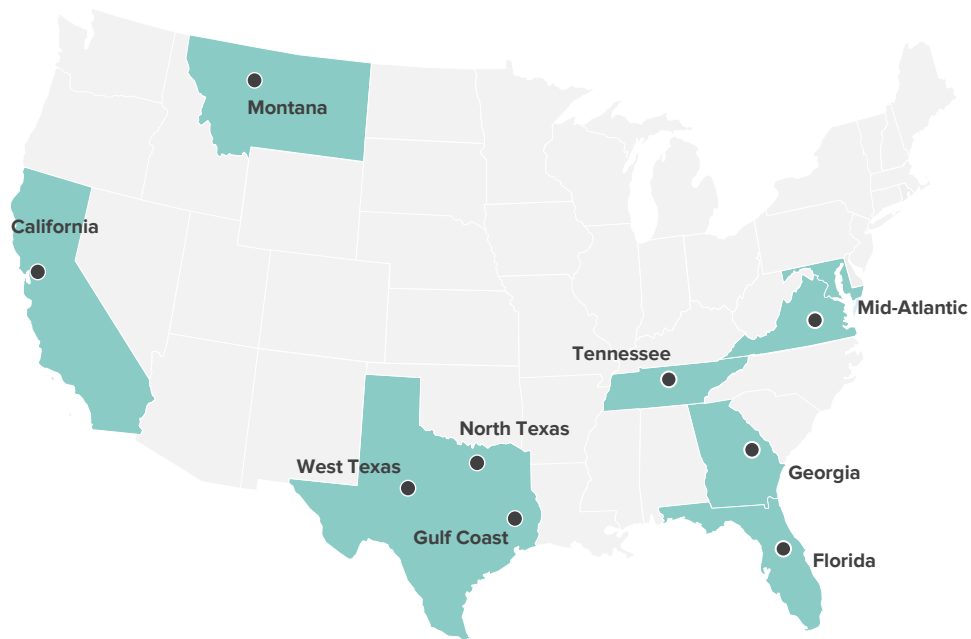 Montana
California
Mid-Atlantic
Tennessee
North Texas
West Texas
Georgia
Gulf Coast
Florida